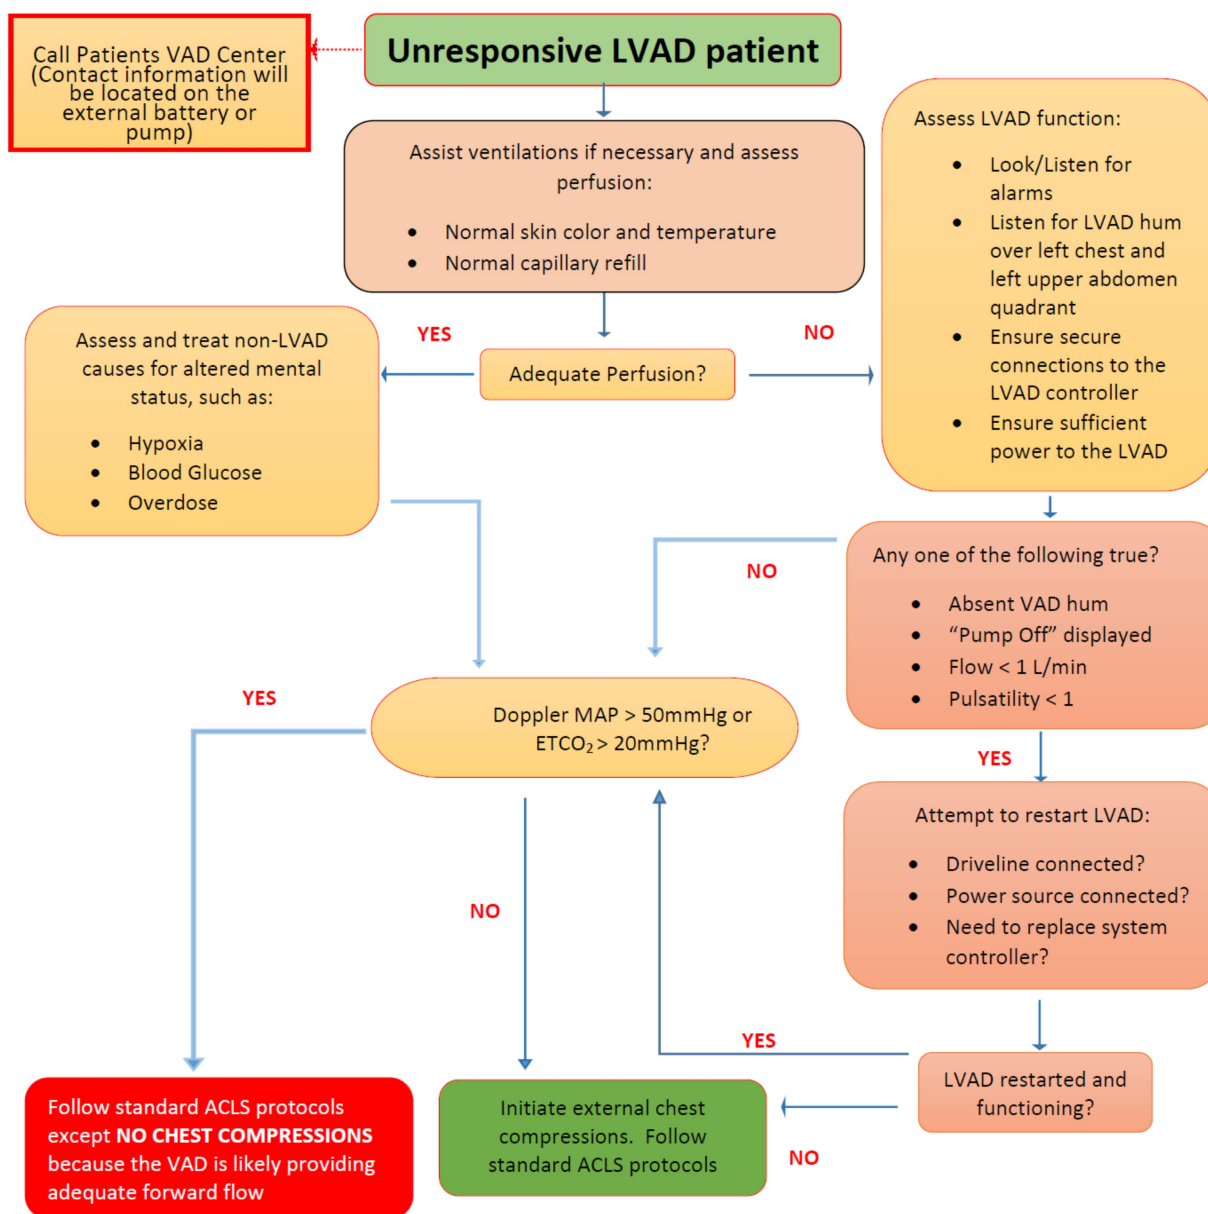 Call Patients VAD Center
(Contact information will
be located on the
external battery or
pump)
Unresponsive LVAD patient
Assist ventilations if necessary and assess
perfusion:
• Normal skin color and temperature
• Normal capillary refill
Assess LVAD function:
• Look/Listen for
alarms
• Listen for LVAD hum
over left chest and
left upper abdomen
quadrant
• Ensure secure
connections to the
LVAD controller
• Ensure sufficient
power to the LVAD
YES
NO
Adequate Perfusion?
Assess and treat non-LVAD
causes for altered mental
status, such as:
• Hypoxia
• Blood Glucose
• Overdose
Any one of the following true?
• Absent VAD hum
• “Pump Off” displayed
• Flow < 1 L/min
• Pulsatility < 1
NO
YES
Doppler MAP > 50mmHg or
ETCO₂ > 20mmHg?
YES
NO
Attempt to restart LVAD:
• Driveline connected?
• Power source connected?
• Need to replace system
controller?
YES
LVAD restarted and
functioning?
NO
Follow standard ACLS protocols
except NO CHEST COMPRESSIONS
because the VAD is likely providing
adequate forward flow
Initiate external chest
compressions. Follow
standard ACLS protocols